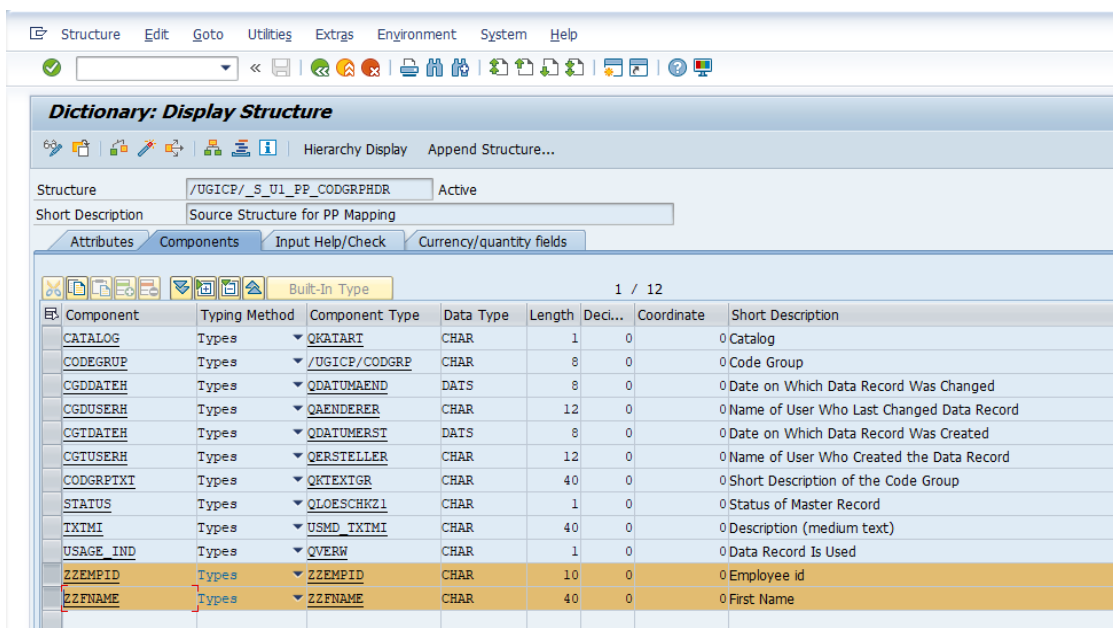 Structure Edit Goto Utilities Extras Environment System Help
Dictionary: Display Structure
Hierarchy Display Append Structure...
Structure /UGICP/_S_U1_PP_CODGRPHDR Active
Short Description Source Structure for PP Mapping
Attributes Components Input Help/Check Currency/quantity fields
Built-In Type 1 / 12
Component Typing Method Component Type Data Type Length Deci... Coordinate Short Description
CATALOG Types QKATART CHAR 1 0 0 Catalog
CODEGRUP Types /UGICP/CODGRP CHAR 8 0 0 Code Group
CGDDATEH Types QDATUMAEND DATS 8 0 0 Date on Which Data Record Was Changed
CGDUSERH Types QAENDERER CHAR 12 0 0 Name of User Who Last Changed Data Record
CGTDATEH Types QDATUMERST DATS 8 0 0 Date on Which Data Record Was Created
CGTUSERH Types QERSTELLER CHAR 12 0 0 Name of User Who Created the Data Record
CODGRPTXT Types QKTEXTGR CHAR 40 0 0 Short Description of the Code Group
STATUS Types QLOESCHKZ1 CHAR 1 0 0 Status of Master Record
TXTMI Types USMD_TXTMI CHAR 40 0 0 Description (medium text)
USAGE_IND Types QVERW CHAR 1 0 0 Data Record Is Used
ZZEMPID Types ZZEMPID CHAR 10 0 0 Employee id
ZZFNAME Types ZZFNAME CHAR 40 0 0 First Name